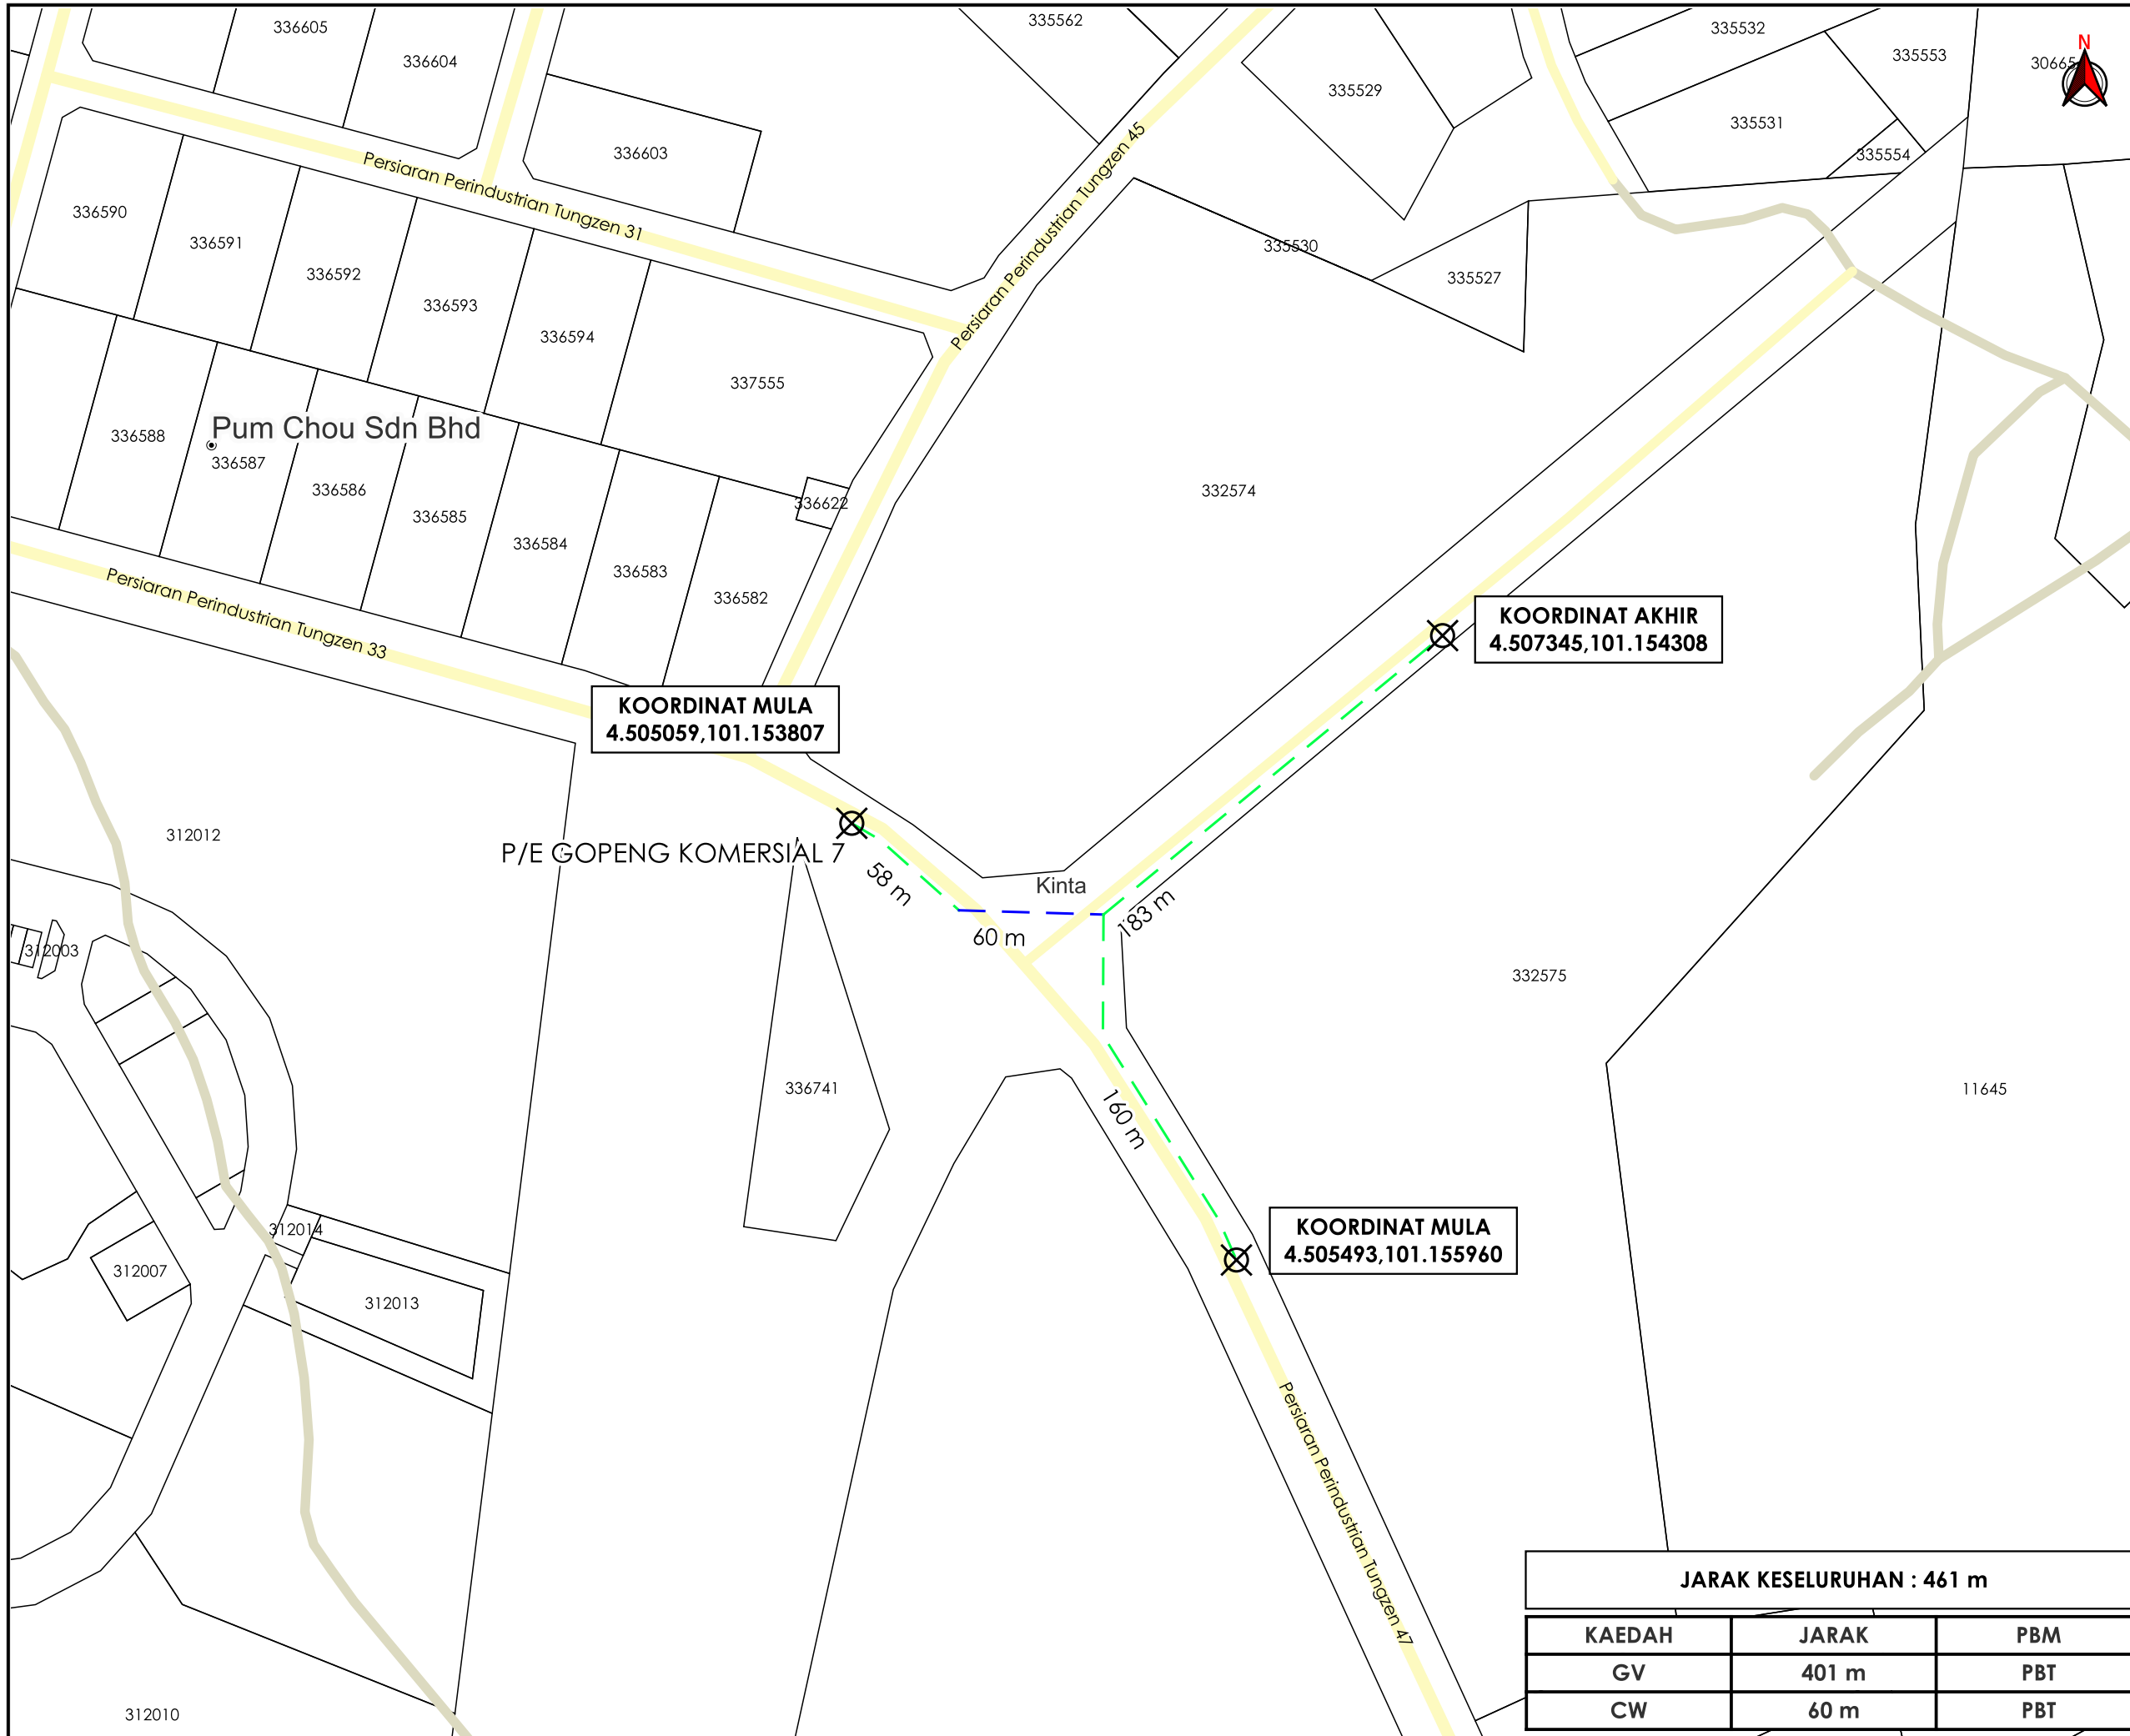 336605
336604
335562
335532
335553
30665
N
335529
335531
335554
336603
Persiaran Perindustrian Tungzen 31
Persiaran Perindustrian Tungzen 45
336590
336591
336592
336593
336594
335530
335527
337555
Pum Chou Sdn Bhd
336588
336587
336586
336585
336584
336583
336582
336622
332574
Persiaran Perindustrian Tungzen 33
KOORDINAT AKHIR
4.507345,101.154308
KOORDINAT MULA
4.505059,101.153807
312012
P/E GOPENG KOMERSIAL 7
58 m
Kinta
60 m
183 m
312003
332575
336741
160 m
11645
312014
312007
312013
KOORDINAT MULA
4.505493,101.155960
Persiaran Perindustrian Tungzen 47
312010
JARAK KESELURUHAN : 461 m
KAEDAH JARAK PBM
GV 401 m PBT
CW 60 m PBT